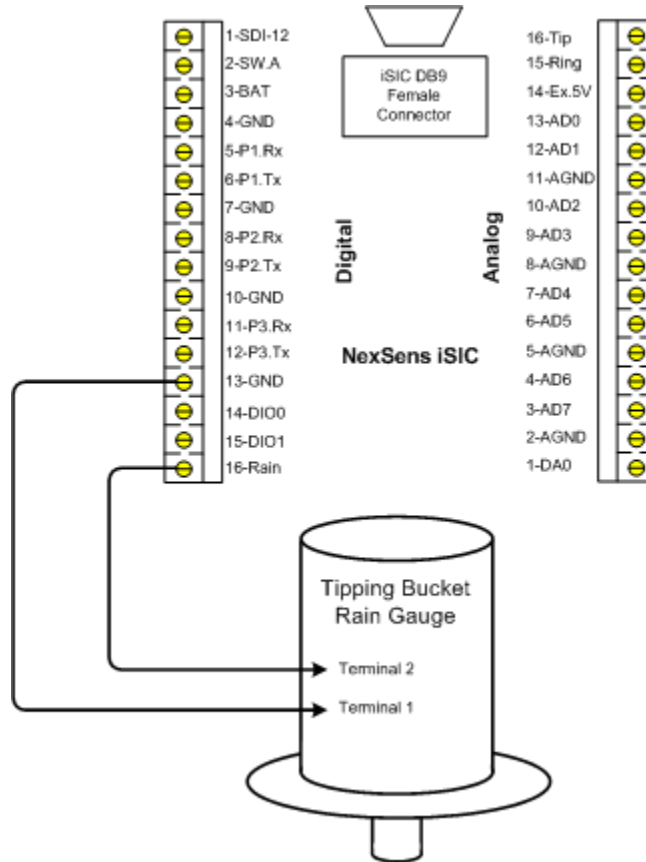 1-SDI-12
2-SW.A
3-BAT
4-GND
5-P1.Rx
6-P1.Tx
7-GND
8-P2.Rx
9-P2.Tx
10-GND
11-P3.Rx
12-P3.Tx
13-GND
14-DIO0
15-DIO1
16-Rain
iSIC DB9
Female
Connector
Digital
Analog
NexSens iSIC
16-Tip
15-Ring
14-Ex.5V
13-AD0
12-AD1
11-AGND
10-AD2
9-AD3
8-AGND
7-AD4
6-AD5
5-AGND
4-AD6
3-AD7
2-AGND
1-DA0
Tipping Bucket
Rain Gauge
Terminal 2
Terminal 1